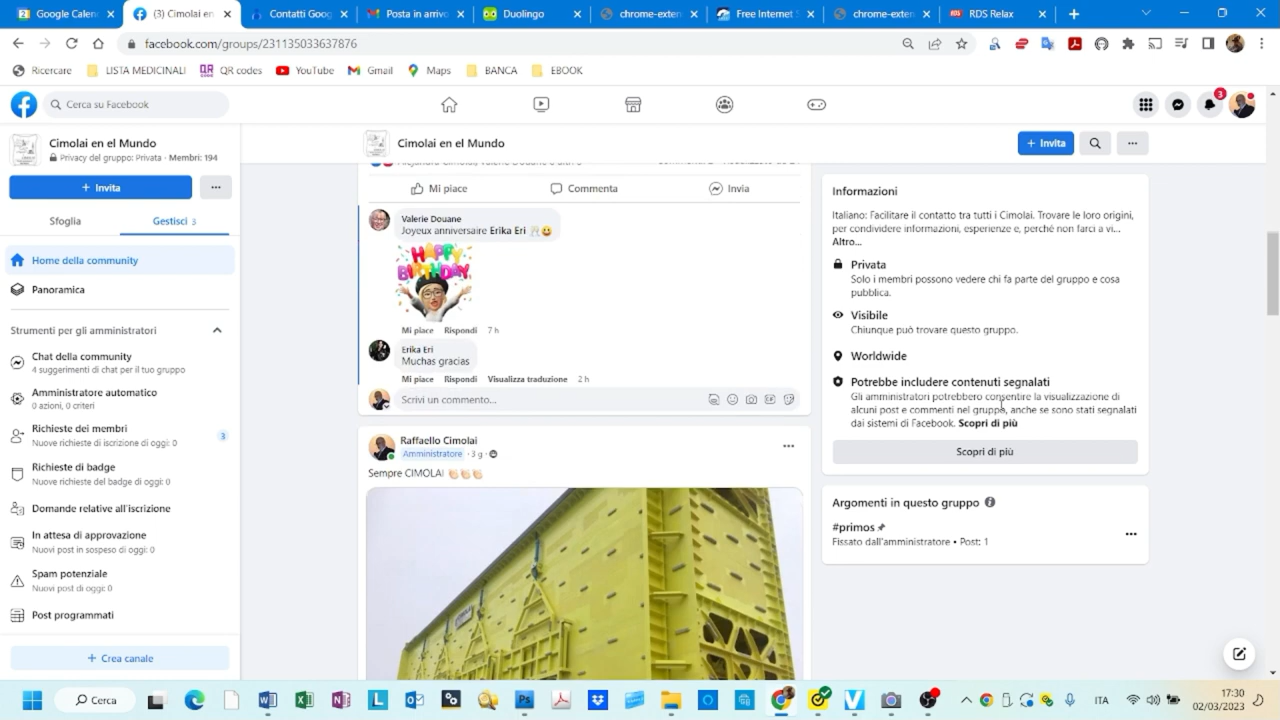 Google Calen
(3) Cimolai en
Contatti Goog
Posta in arrivo
Duolingo
chrome-exten
Free Internet S
chrome-exten
RDS Relax
facebook.com/groups/231135033637876
Ricercare
LISTA MEDICINALI
QR codes
YouTube
Gmail
Maps
BANCA
EBOOK
Cerca su Facebook
3
Cimolai en el Mundo
Privacy del gruppo: Privata · Membri: 194
+ Invita
Sfoglia
Gestisci 3
Home della community
Panoramica
Strumenti per gli amministratori
Chat della community
4 suggerimenti di chat per il tuo gruppo
Amministratore automatico
0 azioni, 0 criteri
Richieste dei membri
Nuove richieste di iscrizione di oggi: 0
3
Richieste di badge
Nuove richieste del badge di oggi: 0
Domande relative all'iscrizione
In attesa di approvazione
Nuovi post in sospeso di oggi: 0
Spam potenziale
Nuovi post di oggi: 0
Post programmati
+ Crea canale
Cimolai en el Mundo
+ Invita
Mi piace
Commenta
Invia
Valerie Douane
Joyeux anniversaire Erika Eri 🥂😀
HAPPY
BIRTHDAY
Mi piace Rispondi 7 h
Erika Eri
Muchas gracias
Mi piace Rispondi Visualizza traduzione 2 h
Scrivi un commento...
Raffaello Cimolai
Amministratore · 3 g ·
Sempre CIMOLAI 👏🏻👏🏻👏🏻
Informazioni
Italiano: Facilitare il contatto tra tutti i Cimolai. Trovare le loro origini,
per condividere informazioni, esperienze e, perché non farci a vi...
Altro...
Privata
Solo i membri possono vedere chi fa parte del gruppo e cosa
pubblica.
Visibile
Chiunque può trovare questo gruppo.
Worldwide
Potrebbe includere contenuti segnalati
Gli amministratori potrebbero consentire la visualizzazione di
alcuni post e commenti nel gruppo, anche se sono stati segnalati
dai sistemi di Facebook. Scopri di più
Scopri di più
Argomenti in questo gruppo
#primos
Fissato dall'amministratore • Post: 1
Cerca
ITA
17:30
02/03/2023